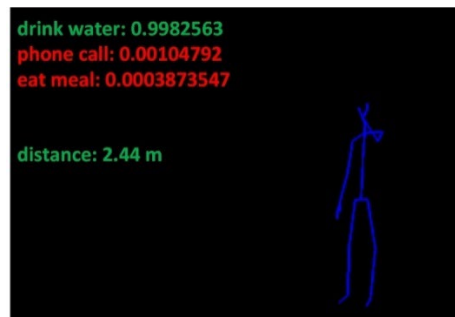 drink water: 0.9982563
phone call: 0.00104792
eat meal: 0.0003873547
distance: 2.44 m